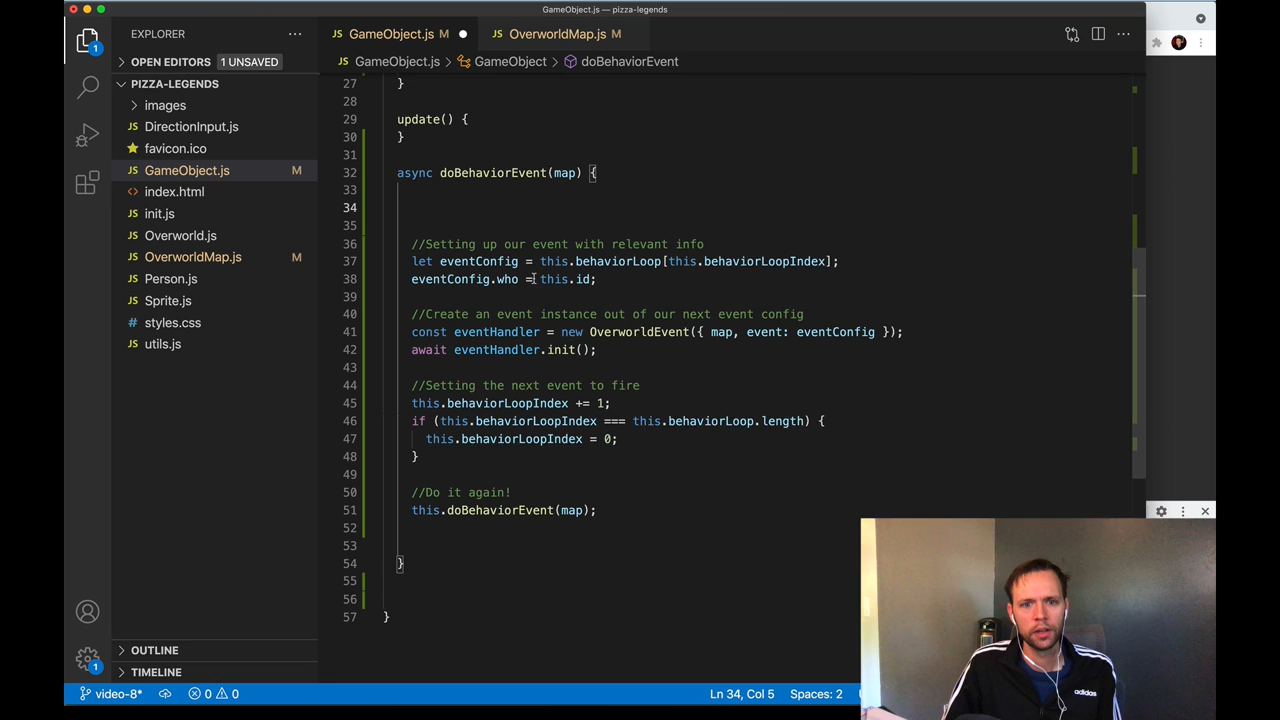 GameObject.js — pizza-legends
EXPLORER
GameObject.js M
OverworldMap.js M
OPEN EDITORS 1 UNSAVED
GameObject.js > GameObject > doBehaviorEvent
PIZZA-LEGENDS
images
JS DirectionInput.js
favicon.ico
JS GameObject.js M
<> index.html
JS init.js
JS Overworld.js
JS OverworldMap.js M
JS Person.js
JS Sprite.js
JS styles.css
JS utils.js
OUTLINE
TIMELINE
27 }
28
29 update() {
30 }
31
32 async doBehaviorEvent(map) {
33
34
35
36 //Setting up our event with relevant info
37 let eventConfig = this.behaviorLoop[this.behaviorLoopIndex];
38 eventConfig.who = this.id;
39
40 //Create an event instance out of our next event config
41 const eventHandler = new OverworldEvent({ map, event: eventConfig });
42 await eventHandler.init();
43
44 //Setting the next event to fire
45 this.behaviorLoopIndex += 1;
46 if (this.behaviorLoopIndex === this.behaviorLoop.length) {
47 this.behaviorLoopIndex = 0;
48 }
49
50 //Do it again!
51 this.doBehaviorEvent(map);
52
53
54 }
55
56
57 }
adidas
1
1
video-8* 0 0
Ln 34, Col 5
Spaces: 2